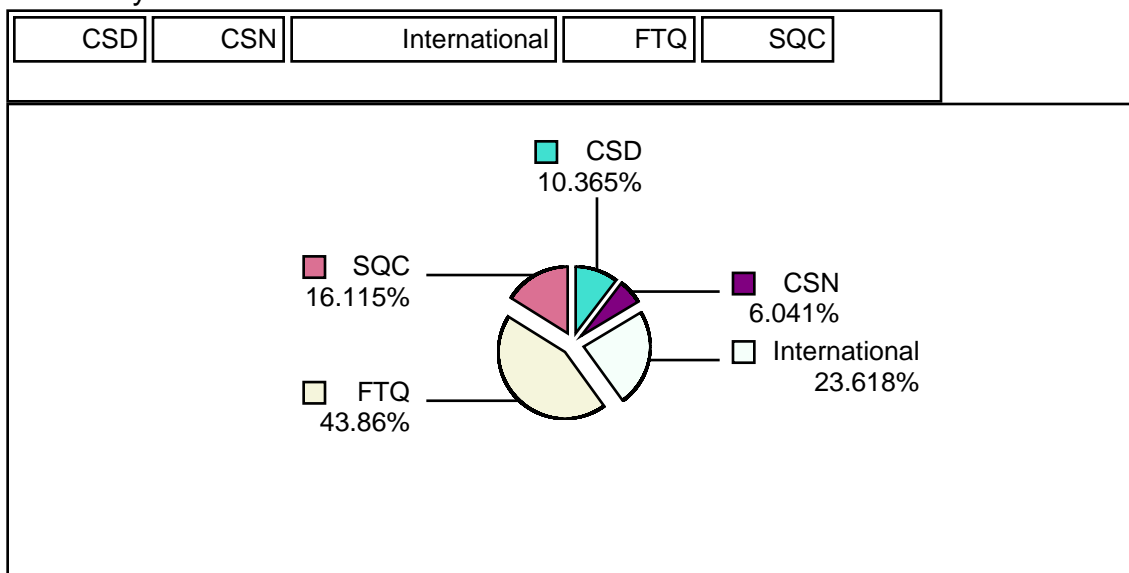 CSD CSN International FTQ SQC
CSD
10.365%
SQC
16.115%
CSN
6.041%
International
23.618%
FTQ
43.86%